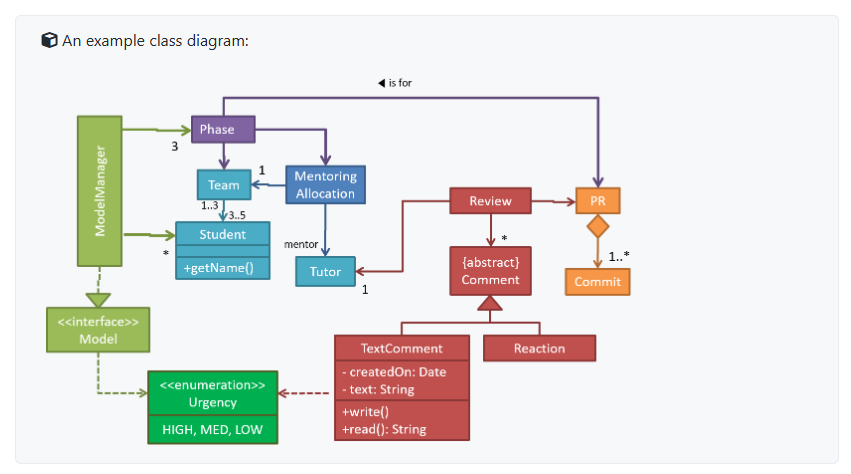 An example class diagram:
◀ is for
ModelManager
3
Phase
Team
1
Mentoring
Allocation
1..3
3..5
Student
+getName()
*
mentor
Tutor
1
Review
*
{abstract}
Comment
PR
1..*
Commit
<<interface>>
Model
TextComment
- createdOn: Date
- text: String
+write()
+read(): String
Reaction
<<enumeration>>
Urgency
HIGH, MED, LOW